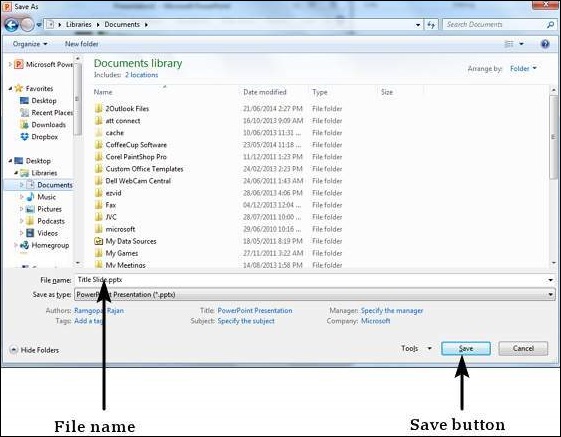 Save As
Libraries ▸ Documents ▸
Search Documents
Organize ▾ New folder
Microsoft Pow
Favorites
Desktop
Recent Places
Downloads
Dropbox
Desktop
Libraries
Documents
Music
Pictures
Podcasts
Videos
Homegroup
Documents library
Includes: 2 locations
Arrange by: Folder ▾
Name Date modified Type Size
2Outlook Files 21/06/2014 2:27 PM File folder
att connect 16/10/2013 9:09 AM File folder
cache 10/06/2013 11:31 ... File folder
CoffeeCup Software 23/05/2014 11:18 ... File folder
Corel PaintShop Pro 11/12/2011 1:23 PM File folder
Custom Office Templates 24/02/2013 2:23 PM File folder
Dell WebCam Central 24/06/2011 1:43 AM File folder
ezvid 28/06/2013 4:06 PM File folder
Fax 04/12/2013 12:04 ... File folder
JVC 28/07/2011 10:00 ... File folder
microsoft 29/06/2010 10:16 ... File folder
My Data Sources 18/05/2011 8:19 PM File folder
My Games 27/11/2011 3:22 AM File folder
My Meetings 14/08/2013 1:58 PM File folder
File name: Title Slide.pptx
Save as type: PowerPoint Presentation (*.pptx)
Authors: Ramgopal Rajan Title: PowerPoint Presentation Manager: Specify the manager
Tags: Add a tag Subject: Specify the subject Company: Microsoft
Hide Folders Tools ▾ Save Cancel
File name Save button